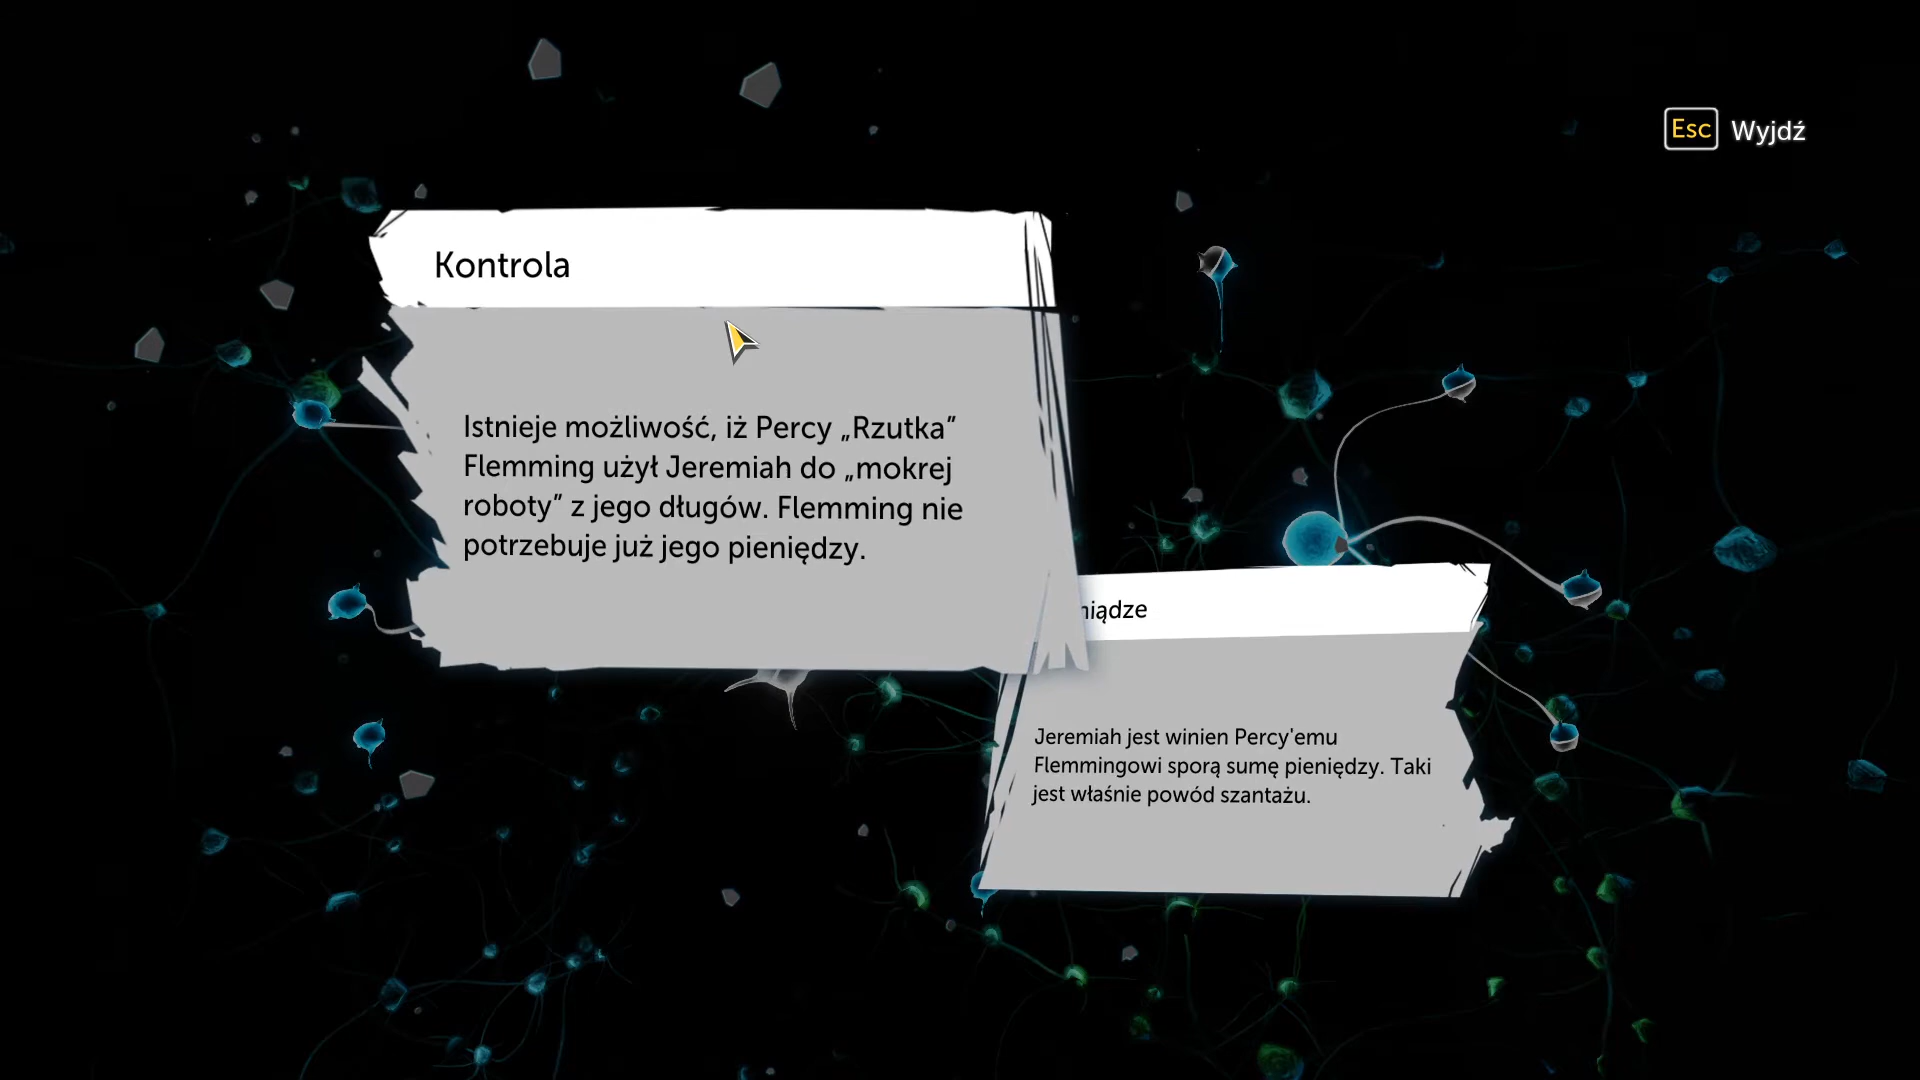 Esc Wyjdź
Kontrola
Istnieje możliwość, iż Percy „Rzutka”
Flemming użył Jeremiah do „mokrej
roboty” z jego długów. Flemming nie
potrzebuje już jego pieniędzy.
niądze
Jeremiah jest winien Percy'emu
Flemmingowi sporą sumę pieniędzy. Taki
jest właśnie powód szantażu.